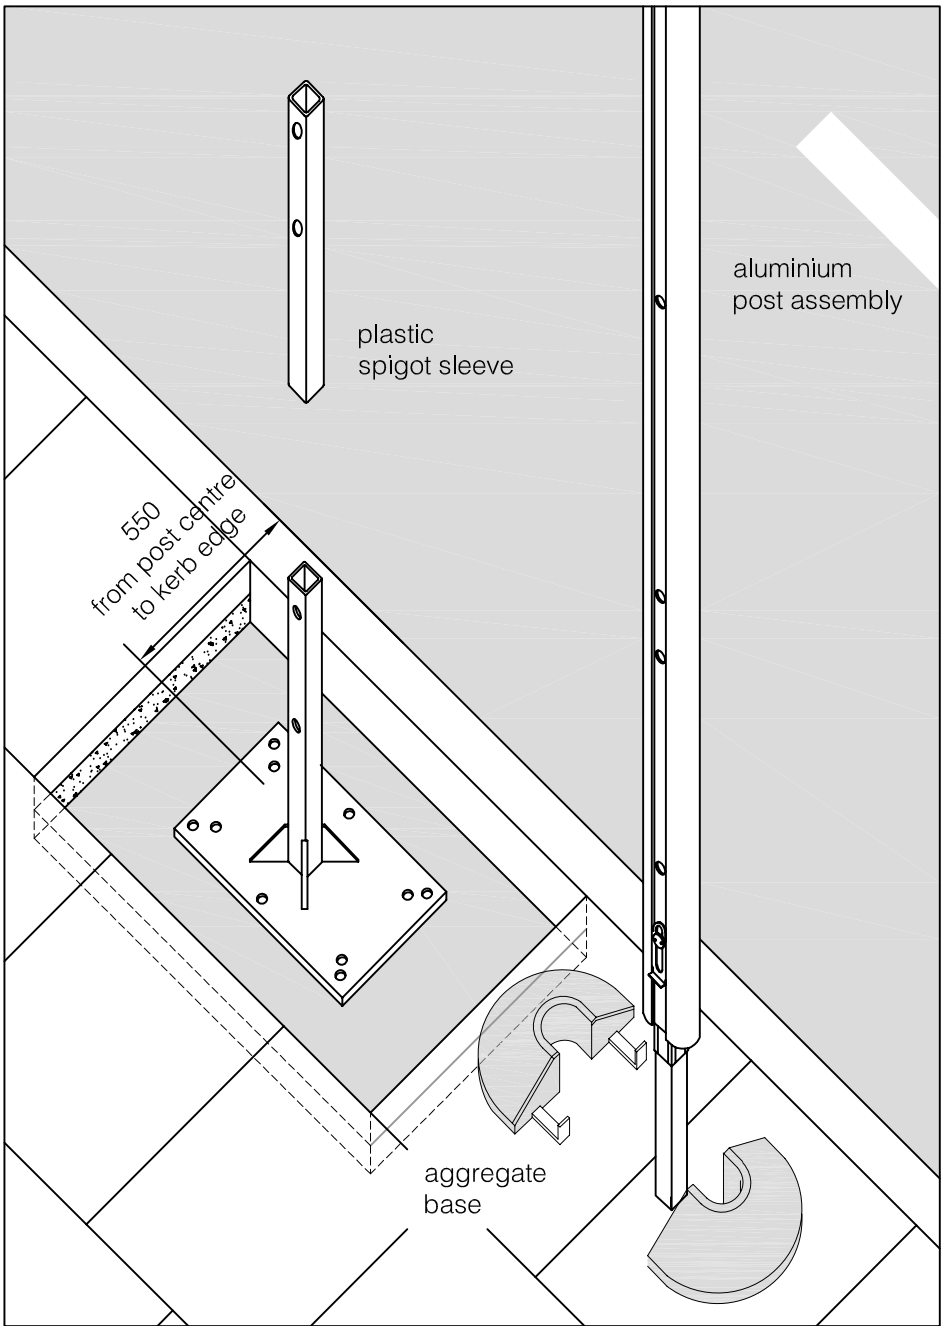 aluminium
post assembly
plastic
spigot sleeve
550
from post centre
to kerb edge
aggregate
base